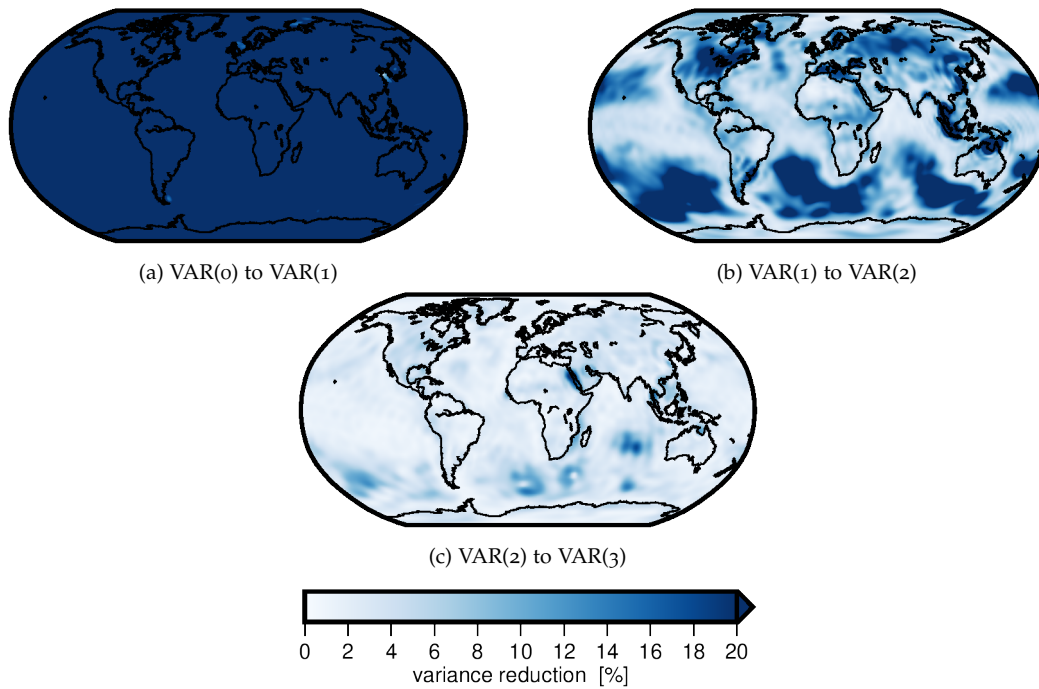 (a) VAR(0) to VAR(1)
(b) VAR(1) to VAR(2)
(c) VAR(2) to VAR(3)
0 2 4 6 8 10 12 14 16 18 20
variance reduction [%]